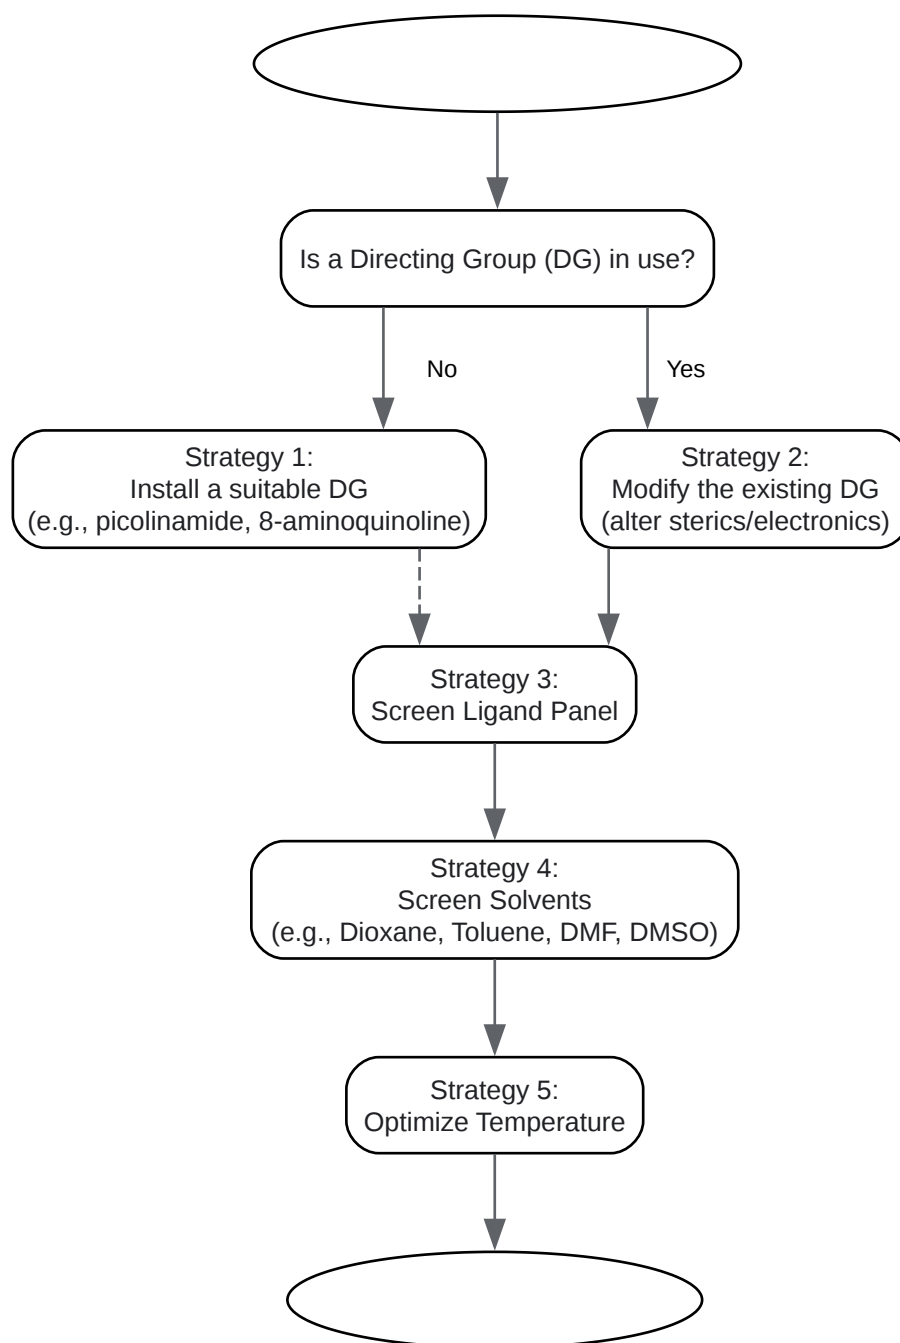 Is a Directing Group (DG) in use?
No
Yes
Strategy 1:
Install a suitable DG
(e.g., picolinamide, 8-aminoquinoline)
Strategy 2:
Modify the existing DG
(alter sterics/electronics)
Strategy 3:
Screen Ligand Panel
Strategy 4:
Screen Solvents
(e.g., Dioxane, Toluene, DMF, DMSO)
Strategy 5:
Optimize Temperature